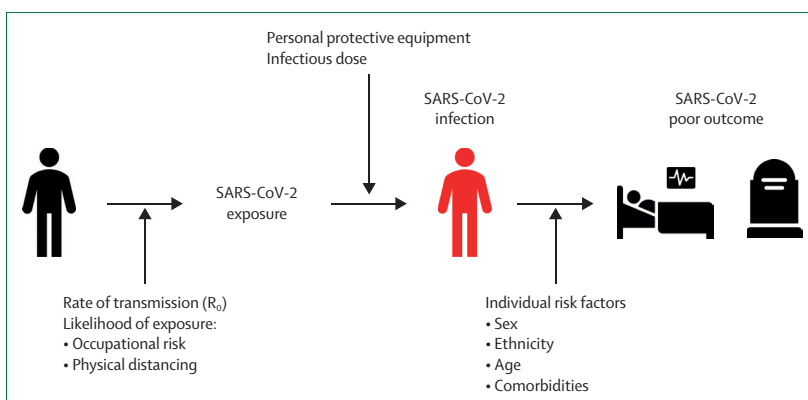 Personal protective equipment
Infectious dose
SARS-CoV-2
infection
SARS-CoV-2
poor outcome
SARS-CoV-2
exposure
Rate of transmission (R₀)
Likelihood of exposure:
• Occupational risk
• Physical distancing
Individual risk factors
• Sex
• Ethnicity
• Age
• Comorbidities